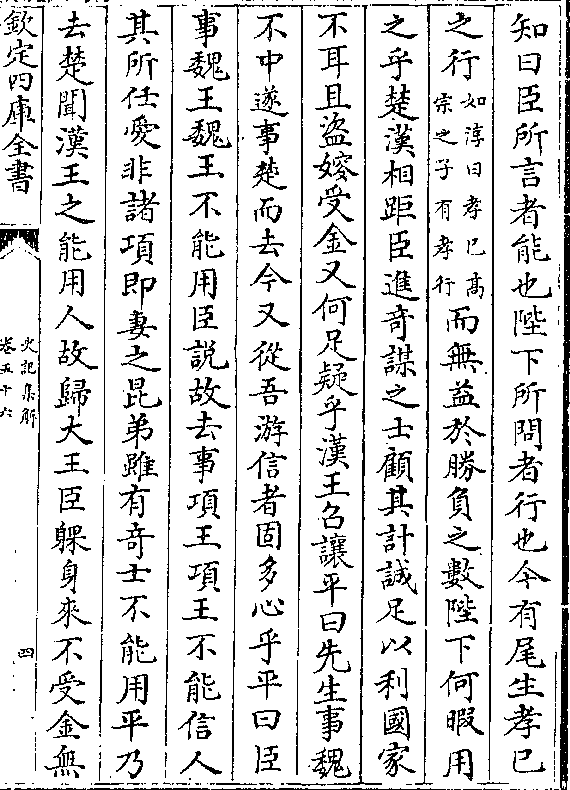 知曰臣所言者能也陛下所問者行也今有尾生孝已
之行如淳曰孝已髙宗之子有孝行而無益於勝負之數陛下何暇用
之乎楚漢相距臣進奇謀之士顧其計誠足以利國家
不耳且盗嫂受金又何足疑乎漢王召讓平曰先生事魏
不中遂事楚而去今又從吾游信者固多心乎平曰臣
事魏王魏王不能用臣説故去事項王項王不能信人
其所任愛非諸項即妻之昆弟雖有奇士不能用平乃
去楚聞漢王之能用人故歸大王臣躶身來不受金無
欽定四庫全書
史記集解
卷五十六
四